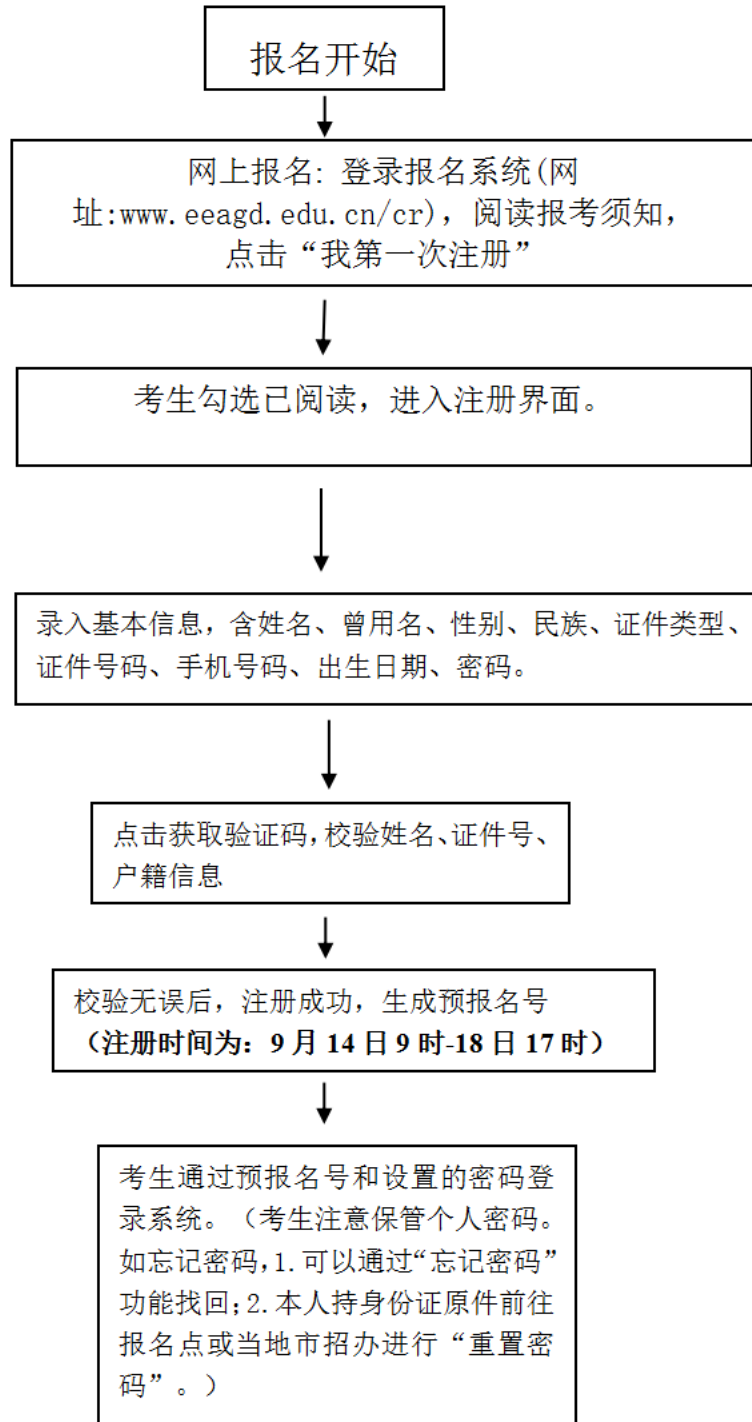 报名开始
网上报名: 登录报名系统(网
址:www.eeagd.edu.cn/cr)，阅读报考须知，
点击“我第一次注册”
考生勾选已阅读，进入注册界面。
录入基本信息，含姓名、曾用名、性别、民族、证件类型、
证件号码、手机号码、出生日期、密码。
点击获取验证码,校验姓名、证件号、
户籍信息
校验无误后，注册成功，生成预报名号
（注册时间为：9 月 14 日 9 时-18 日 17 时）
考生通过预报名号和设置的密码登
录系统。（考生注意保管个人密码。
如忘记密码,1.可以通过“忘记密码”
功能找回;2.本人持身份证原件前往
报名点或当地市招办进行“重置密
码”。）